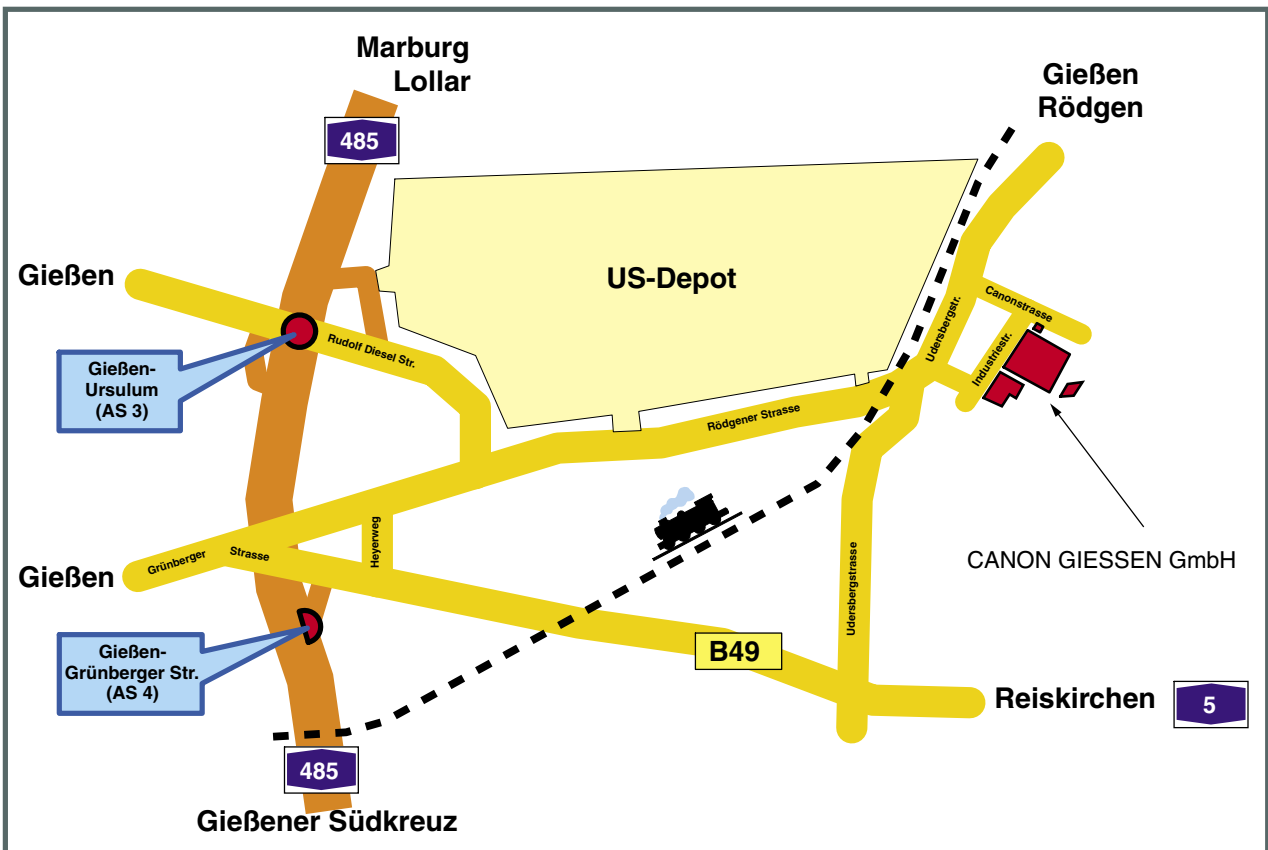 Marburg
Lollar
485
Gießen
Rödgen
Gießen
US-Depot
Canonstrasse
Udersbergstr.
Industriestr.
Rudolf Diesel Str.
Gießen-
Ursulum
(AS 3)
Rödgener Strasse
Heyerweg
Grünberger Strasse
Gießen
CANON GIESSEN GmbH
Udersbergstrasse
Gießen-
Grünberger Str.
(AS 4)
B49
Reiskirchen 5
485
Gießener Südkreuz